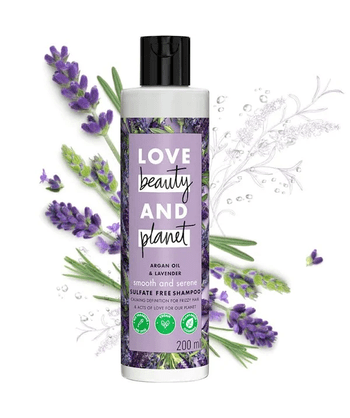 LOVE
beauty
AND
planet
ARGAN OIL
& LAVENDER
smooth and serene
SULFATE FREE SHAMPOO
TAMING DEFINITION FOR FRIZZY HAIR
& ACTS OF LOVE FOR OUR PLANET
200 ml